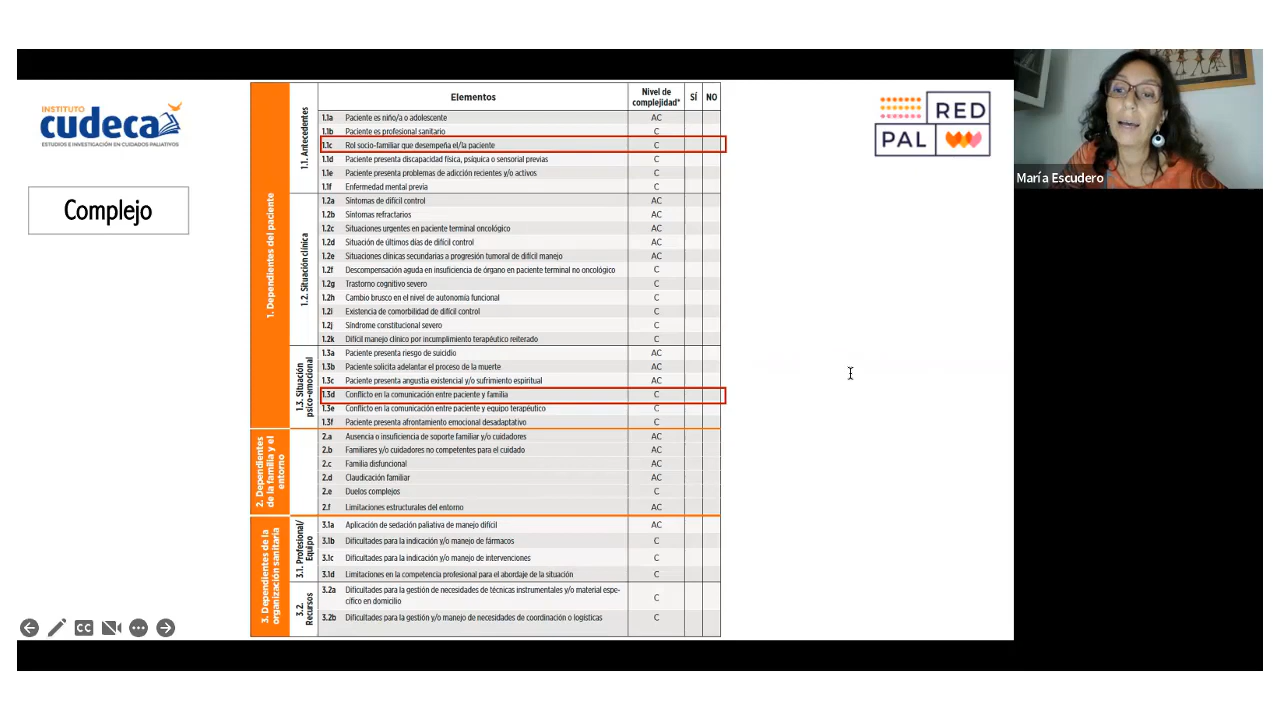 INSTITUTO
cudeca
ESTUDIOS E INVESTIGACIÓN EN CUIDADOS PALIATIVOS
Complejo
Elementos
Nivel de
complejidad*
SÍ
NO
1. Dependientes del paciente
1.1. Antecedentes
1.1a Paciente es niño/a o adolescente AC
1.1b Paciente es profesional sanitario C
1.1c Rol socio-familiar que desempeña el/la paciente C
1.1d Paciente presenta discapacidad física, psíquica o sensorial previas C
1.1e Paciente presenta problemas de adicción recientes y/o activos C
1.1f Enfermedad mental previa C
1.2. Situación clínica
1.2a Síntomas de difícil control AC
1.2b Síntomas refractarios AC
1.2c Situaciones urgentes en paciente terminal oncológico AC
1.2d Situación de últimos días de difícil control AC
1.2e Situaciones clínicas secundarias a progresión tumoral de difícil manejo AC
1.2f Descompensación aguda en insuficiencia de órgano en paciente terminal no oncológico C
1.2g Trastorno cognitivo severo C
1.2h Cambio brusco en el nivel de autonomía funcional C
1.2i Existencia de comorbilidad de difícil control C
1.2j Síndrome constitucional severo C
1.2k Difícil manejo clínico por incumplimiento terapéutico reiterado C
1.3. Situación
psico-emocional
1.3a Paciente presenta riesgo de suicidio AC
1.3b Paciente solicita adelantar el proceso de la muerte AC
1.3c Paciente presenta angustia existencial y/o sufrimiento espiritual AC
1.3d Conflicto en la comunicación entre paciente y familia C
1.3e Conflicto en la comunicación entre paciente y equipo terapéutico C
1.3f Paciente presenta afrontamiento emocional desadaptativo C
2. Dependientes
de la familia y el
entorno
2.a Ausencia o insuficiencia de soporte familiar y/o cuidadores AC
2.b Familiares y/o cuidadores no competentes para el cuidado AC
2.c Familia disfuncional AC
2.d Claudicación familiar AC
2.e Duelos complejos C
2.f Limitaciones estructurales del entorno AC
3. Dependientes de la
organización sanitaria
3.1. Profesional/
Equipo
3.1a Aplicación de sedación paliativa de manejo difícil AC
3.1b Dificultades para la indicación y/o manejo de fármacos C
3.1c Dificultades para la indicación y/o manejo de intervenciones C
3.1d Limitaciones en la competencia profesional para el abordaje de la situación C
3.2.
Recursos
3.2a Dificultades para la gestión de necesidades de técnicas instrumentales y/o material espe-
cífico en domicilio C
3.2b Dificultades para la gestión y/o manejo de necesidades de coordinación o logísticas C
RED
PAL
María Escudero
CC